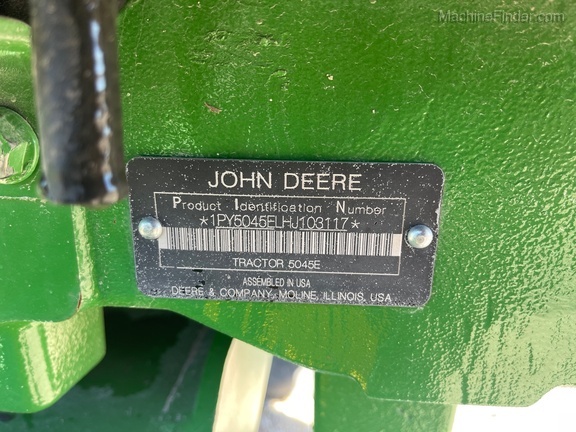 MachineFinder.com
JOHN DEERE
Product Identification Number
*1PY5045ELHJ103117*
TRACTOR 5045E
ASSEMBLED IN USA
DEERE & COMPANY, MOLINE, ILLINOIS, USA